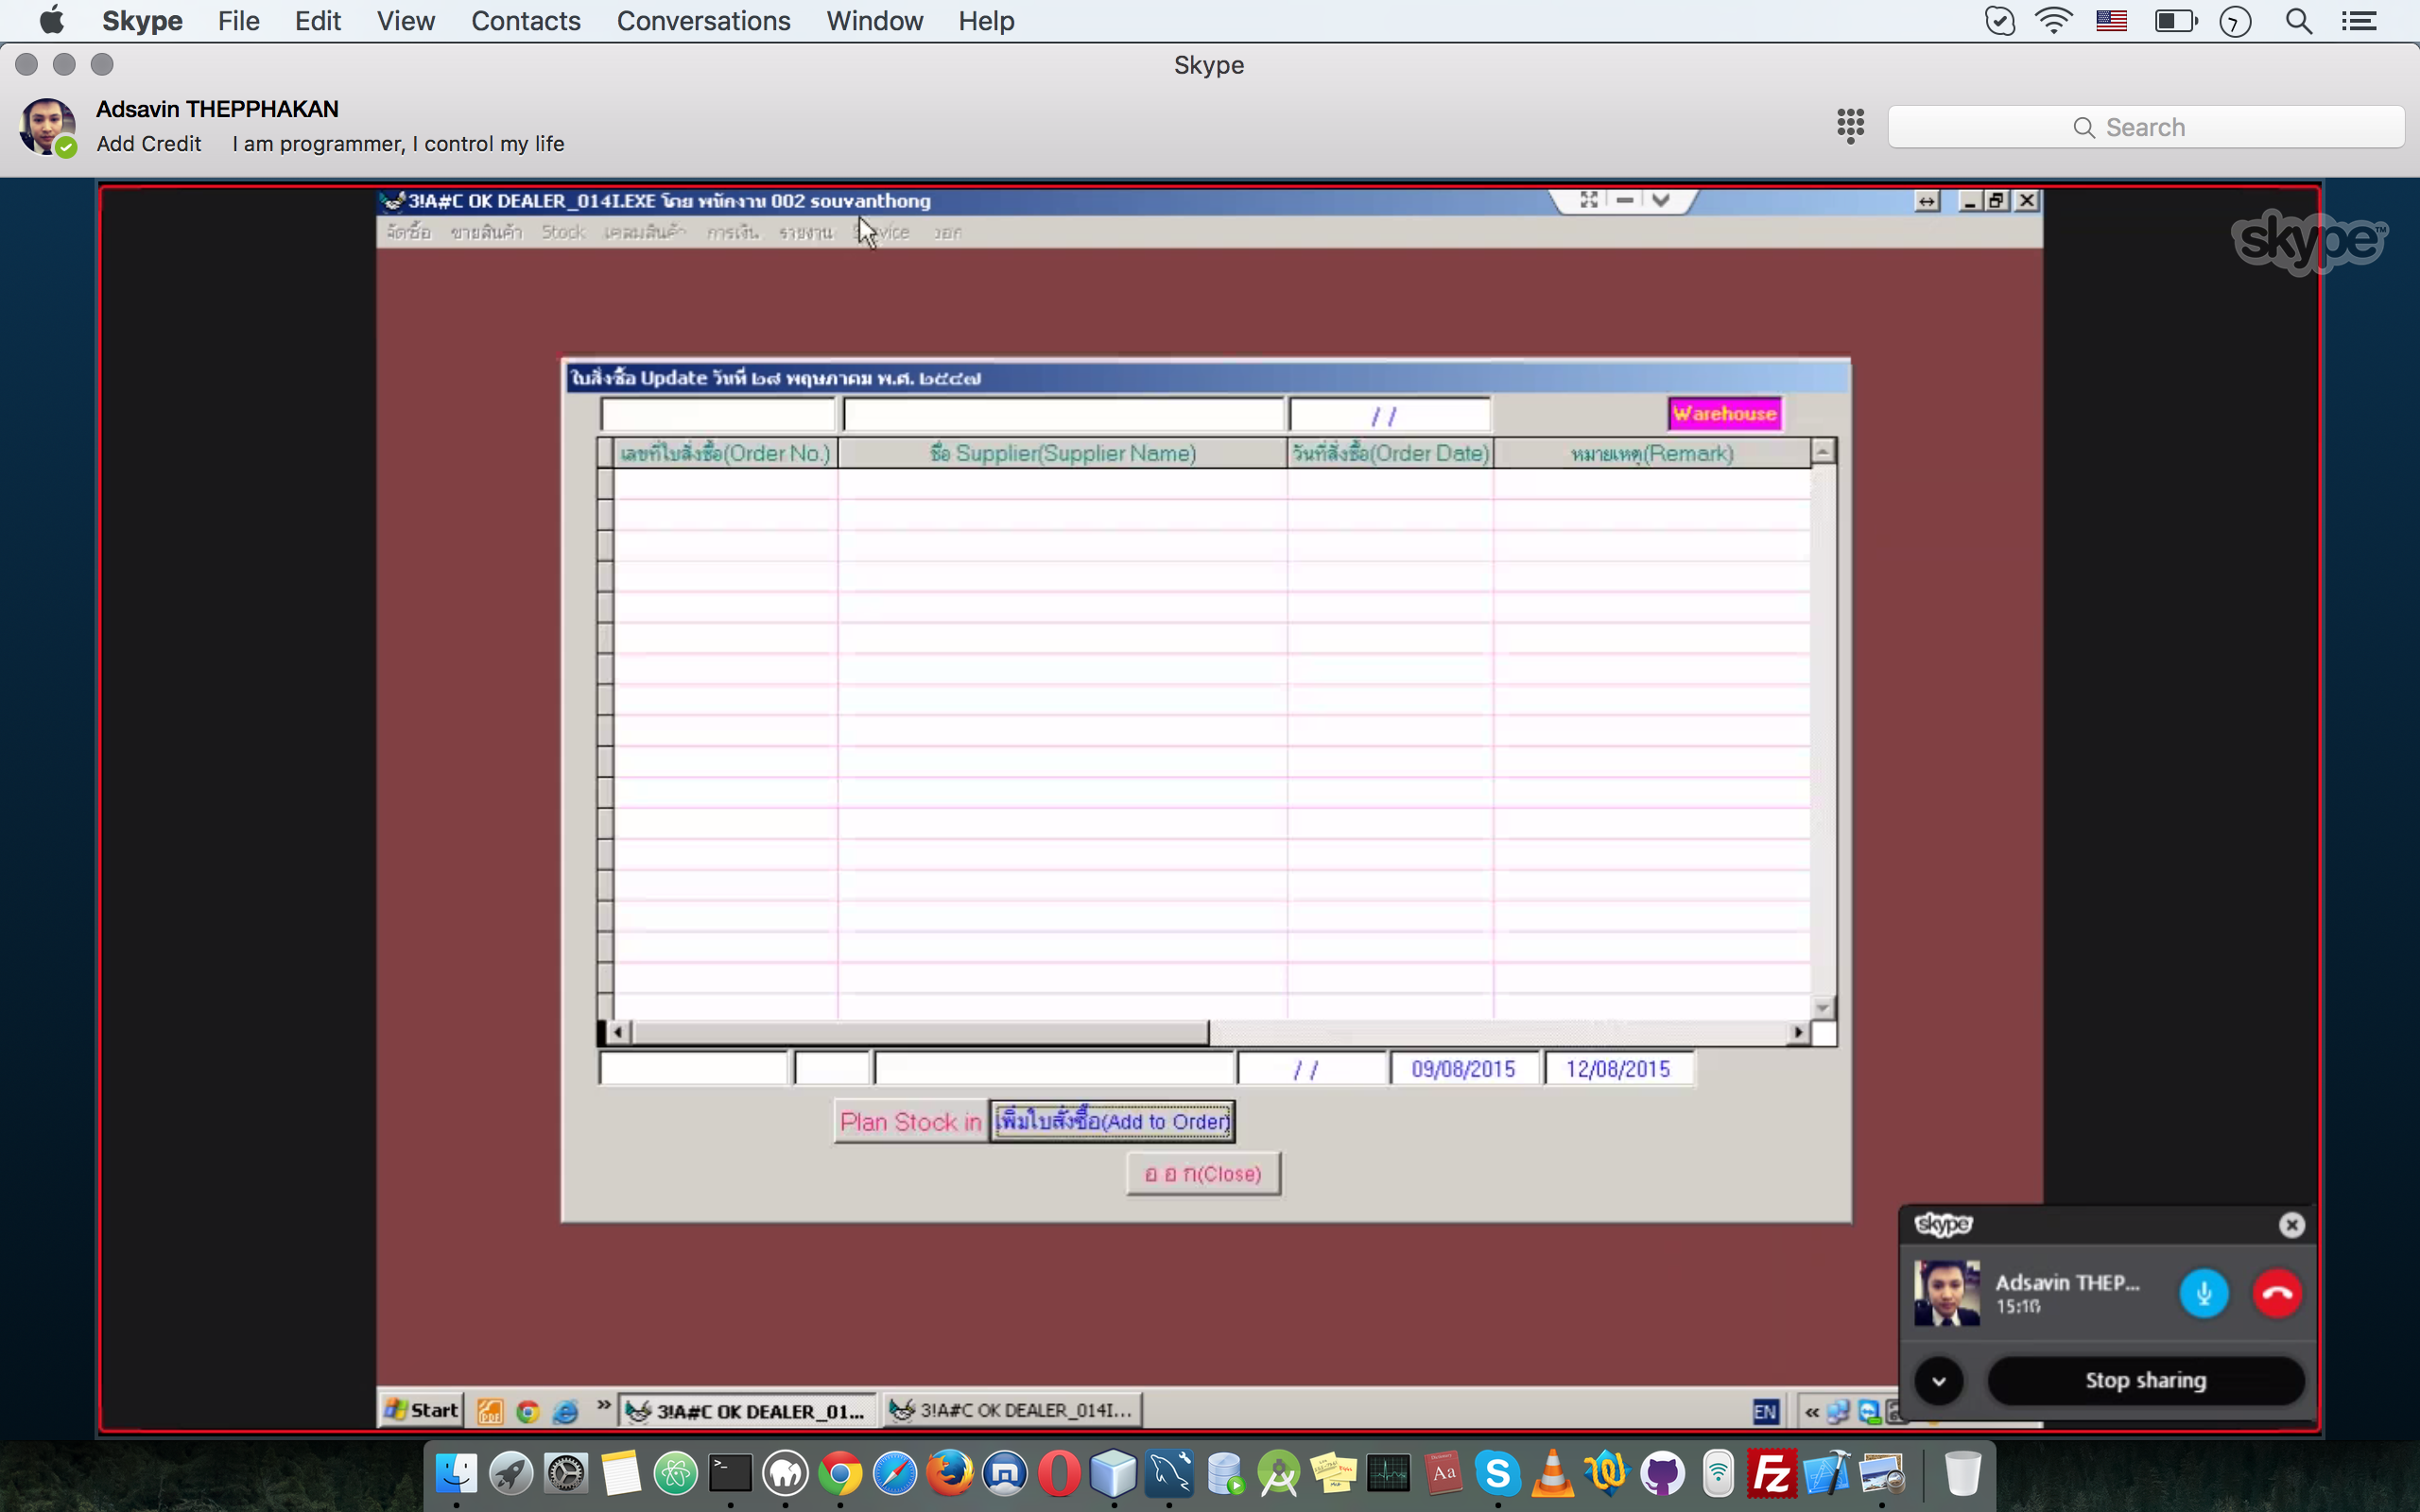 Skype File Edit View Contacts Conversations Window Help
Skype
Adsavin THEPPHAKAN
Add Credit I am programmer, I control my life
Search
3!A#C OK DEALER_014I.EXE โดย พนักงาน 002 souvanthong
จัดซื้อ ขายสินค้า Stock เคลมสินค้า การเงิน รายงาน
skype
ใบสั่งซื้อ Update วันที่ ๒๗ พฤษภาคม พ.ศ. ๒๕๔๗
/ /
Warehouse
เลขที่ใบสั่งซื้อ(Order No.) ชื่อ Supplier(Supplier Name) วันที่สั่งซื้อ(Order Date) หมายเหตุ(Remark)
/ / 09/08/2015 12/08/2015
Plan Stock in เพิ่มใบสั่งซื้อ(Add to Order)
อ อ ก(Close)
skype
Adsavin THEP...
Stop sharing
Start 3!A#C OK DEALER_01... 3!A#C OK DEALER_014I... EN